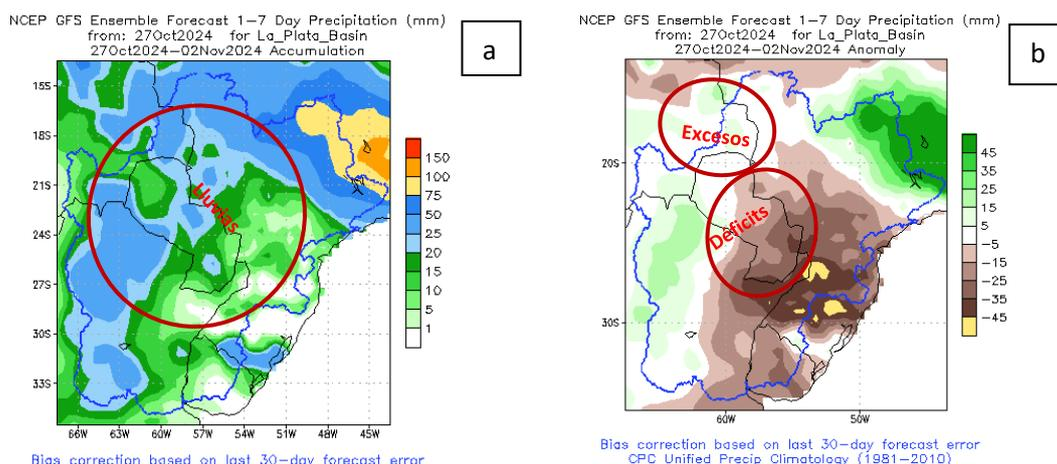 NCEP GFS Ensemble Forecast 1-7 Day Precipitation (mm)
from: 27Oct2024 for La_Plata_Basin
27Oct2024-02Nov2024 Accumulation
a
15S
18S
21S
24S
27S
30S
33S
66W
63W
60W
57W
54W
51W
48W
45W
Lluvias
150
100
75
50
25
20
15
10
5
1
Bias correction based on last 30-day forecast error
NCEP GFS Ensemble Forecast 1-7 Day Precipitation (mm)
from: 27Oct2024 for La_Plata_Basin
27Oct2024-02Nov2024 Anomaly
b
20S
30S
60W
50W
Excesos
Déficits
45
35
25
15
5
-5
-15
-25
-35
-45
Bias correction based on last 30-day forecast error
CPC Unified Precip Climatology (1981-2010)